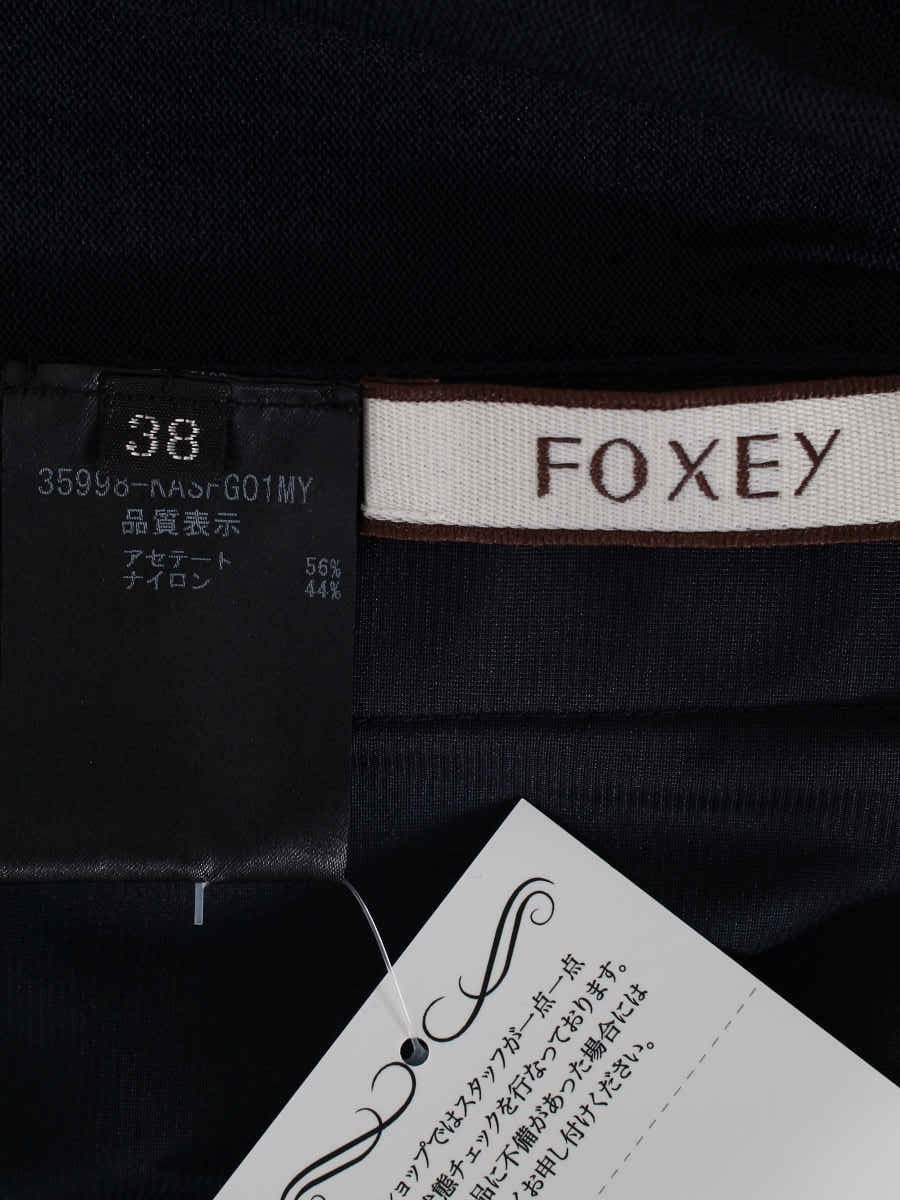 38
35998-KASFG01MY
品質表示
アセテート 56%
ナイロン 44%
FOXEY
ョップではスタッフが一点一点
状態チェックを行なっております。
品に不備があった場合には
くお申し付けください。